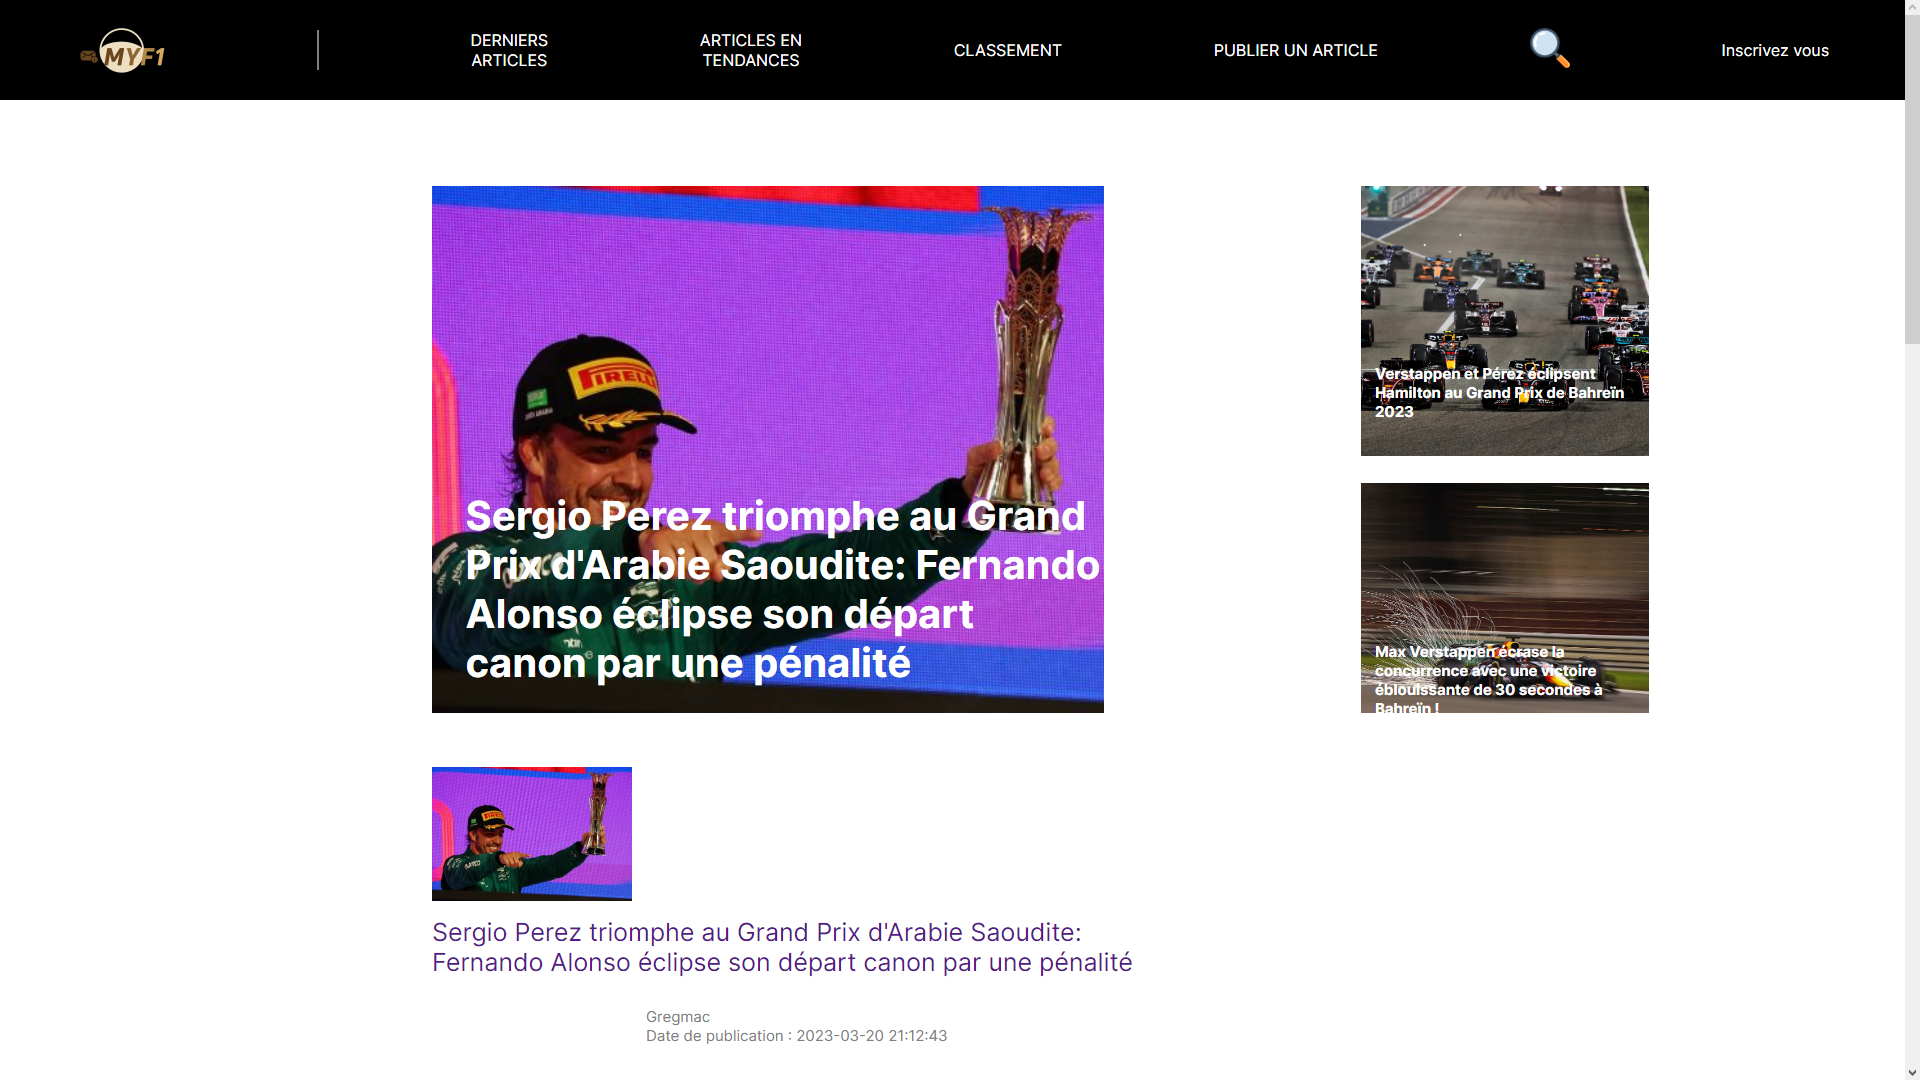 MYF1
DERNIERS
ARTICLES
ARTICLES EN
TENDANCES
CLASSEMENT
PUBLIER UN ARTICLE
Inscrivez vous
PIRELLI
Sergio Perez triomphe au Grand
Prix d'Arabie Saoudite: Fernando
Alonso éclipse son départ
canon par une pénalité
Verstappen et Pérez éclipsent
Hamilton au Grand Prix de Bahreïn
2023
Max Verstappen écrase la
concurrence avec une victoire
éblouissante de 30 secondes à
Bahreïn !
Sergio Perez triomphe au Grand Prix d'Arabie Saoudite:
Fernando Alonso éclipse son départ canon par une pénalité
Gregmac
Date de publication : 2023-03-20 21:12:43